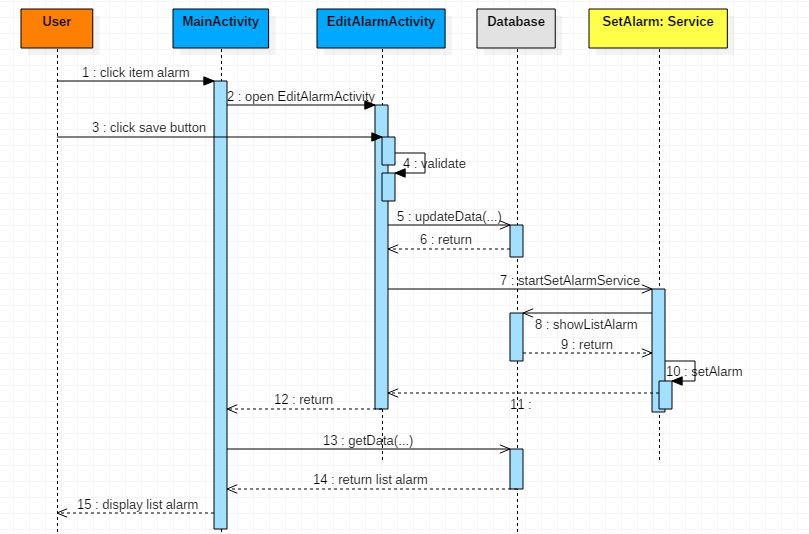 User
MainActivity
EditAlarmActivity
Database
SetAlarm: Service
1 : click item alarm
2 : open EditAlarmActivity
3 : click save button
4 : validate
5 : updateData(...)
6 : return
7 : startSetAlarmService
8 : showListAlarm
9 : return
10 : setAlarm
12 : return
11 :
13 : getData(...)
14 : return list alarm
15 : display list alarm